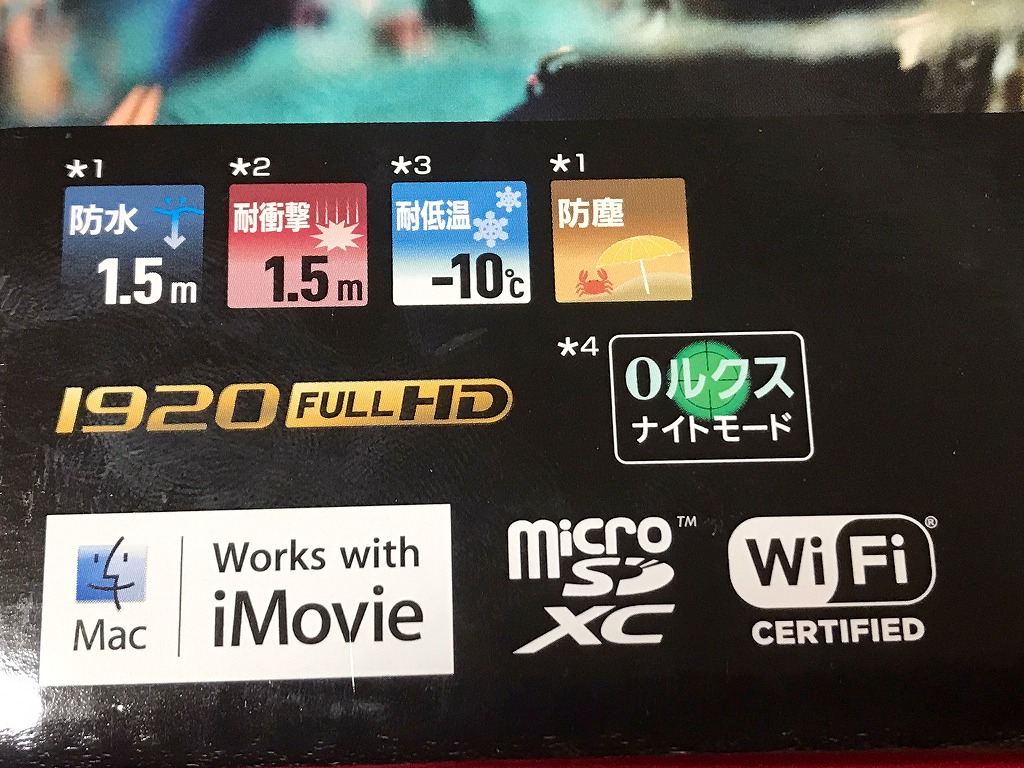 *1 *2 *3 *1
防水 耐衝撃 耐低温 防塵
1.5m 1.5m -10℃
*4
1920 FULL HD
0ルクス
ナイトモード
Mac
Works with
iMovie
micro
SD
XC
™
Wi Fi
®
CERTIFIED